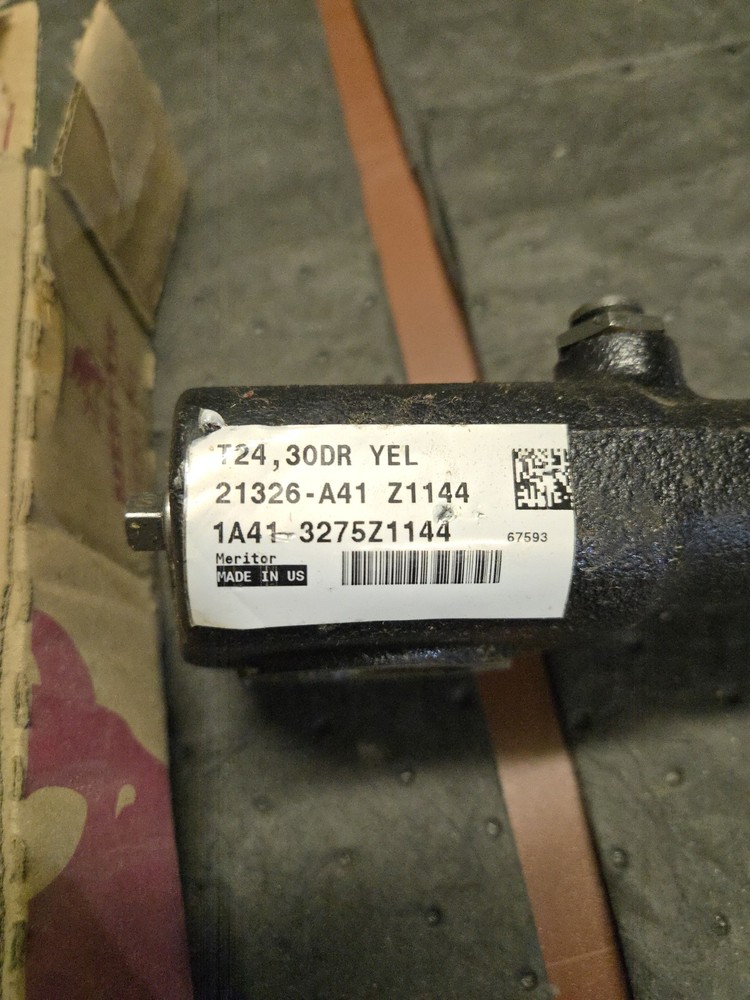 T24,30DR YEL
21326-A41 Z1144
1A41-3275Z1144
67593
Meritor
MADE IN US